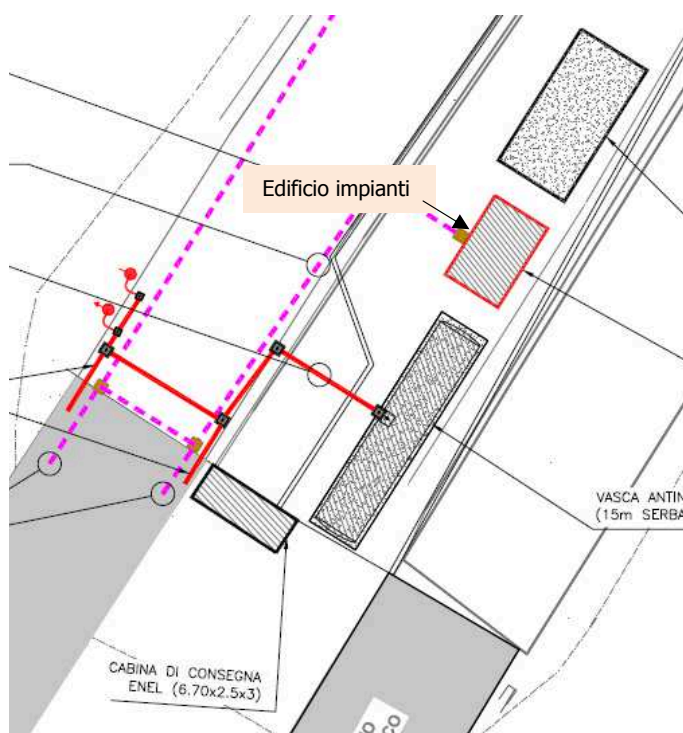 Edificio impianti
VASCA ANTIN
(15m SERBA
CABINA DI CONSEGNA
ENEL (6.70x2.5x3)